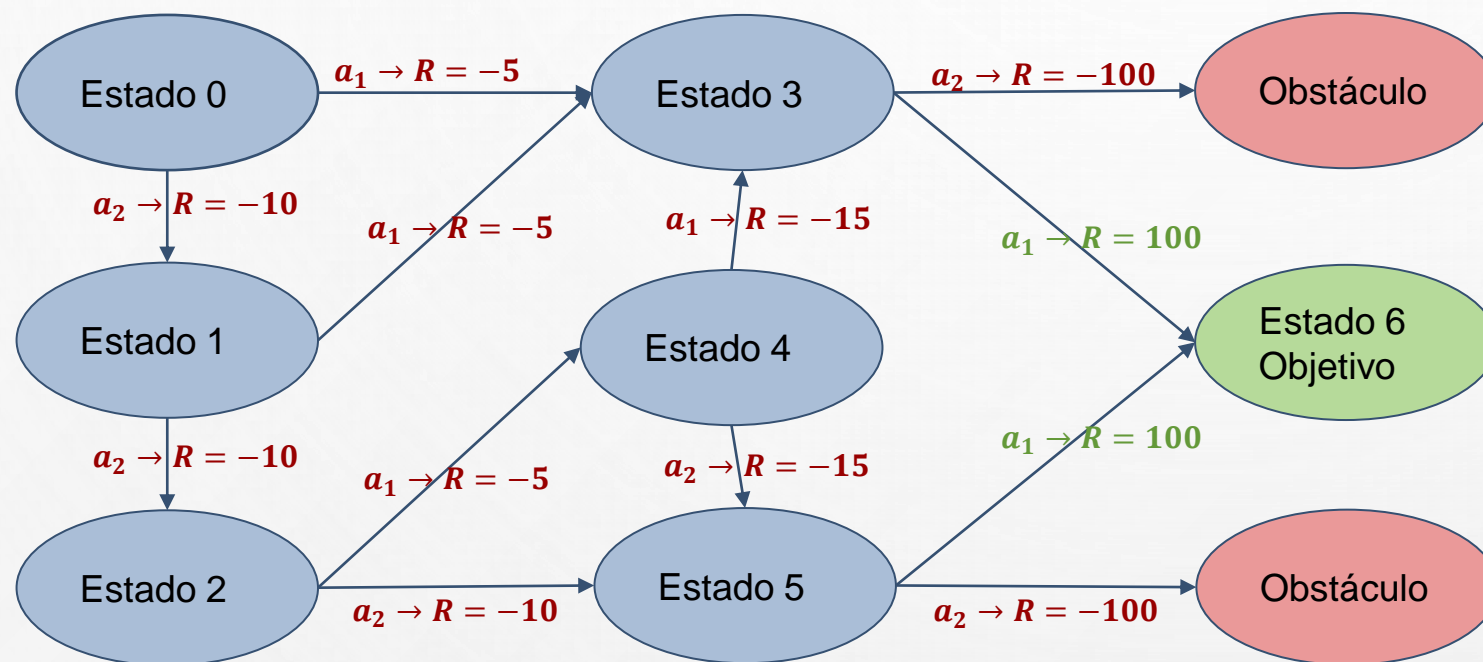 Estado 0
a₁ → R = −5
Estado 3
a₂ → R = −100
Obstáculo
a₂ → R = −10
a₁ → R = −5
a₁ → R = −15
a₁ → R = 100
Estado 1
Estado 4
Estado 6
Objetivo
a₂ → R = −10
a₁ → R = −5
a₂ → R = −15
a₁ → R = 100
Estado 2
a₂ → R = −10
Estado 5
a₂ → R = −100
Obstáculo